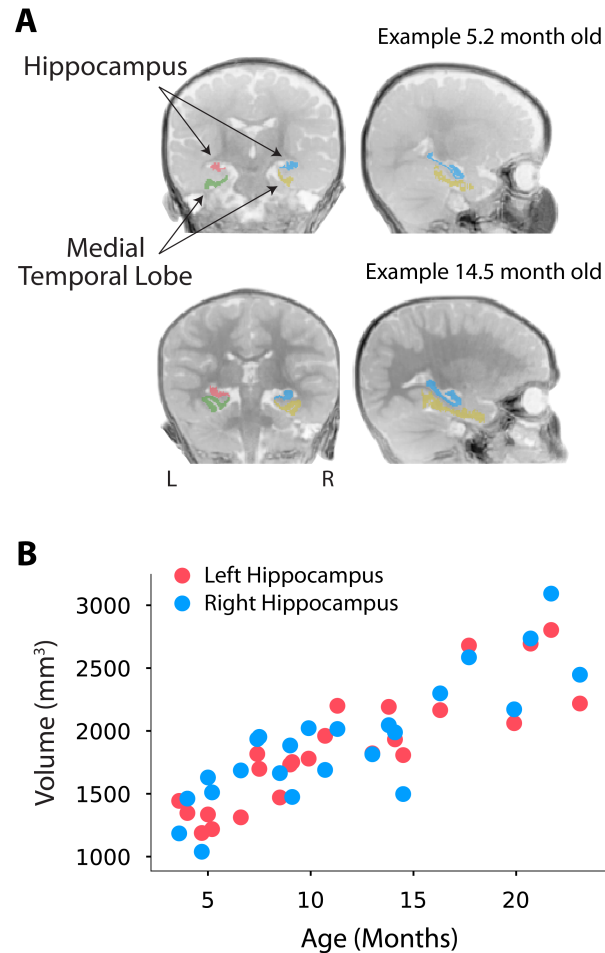 A
Example 5.2 month old
Hippocampus
Medial
Temporal Lobe
Example 14.5 month old
L
R
B
Left Hippocampus
Right Hippocampus
3000
2500
2000
1500
1000
Volume (mm³)
5
10
15
20
Age (Months)